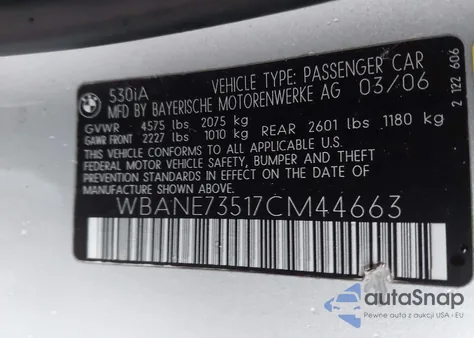 530iA
VEHICLE TYPE: PASSENGER CAR
MFD BY BAYERISCHE MOTORENWERKE AG 03/06
GVWR 4575 lbs 2075 kg
GAWR FRONT 2227 lbs 1010 kg REAR 2601 lbs 1180 kg
THIS VEHICLE CONFORMS TO ALL APPLICABLE U.S.
FEDERAL MOTOR VEHICLE SAFETY, BUMPER AND THEFT
PREVENTION STANDARDS IN EFFECT ON THE DATE OF
MANUFACTURE SHOWN ABOVE.
WBANE73517CM44663
2 122 606
autoSnap
Pewne auta z aukcji USA i EU